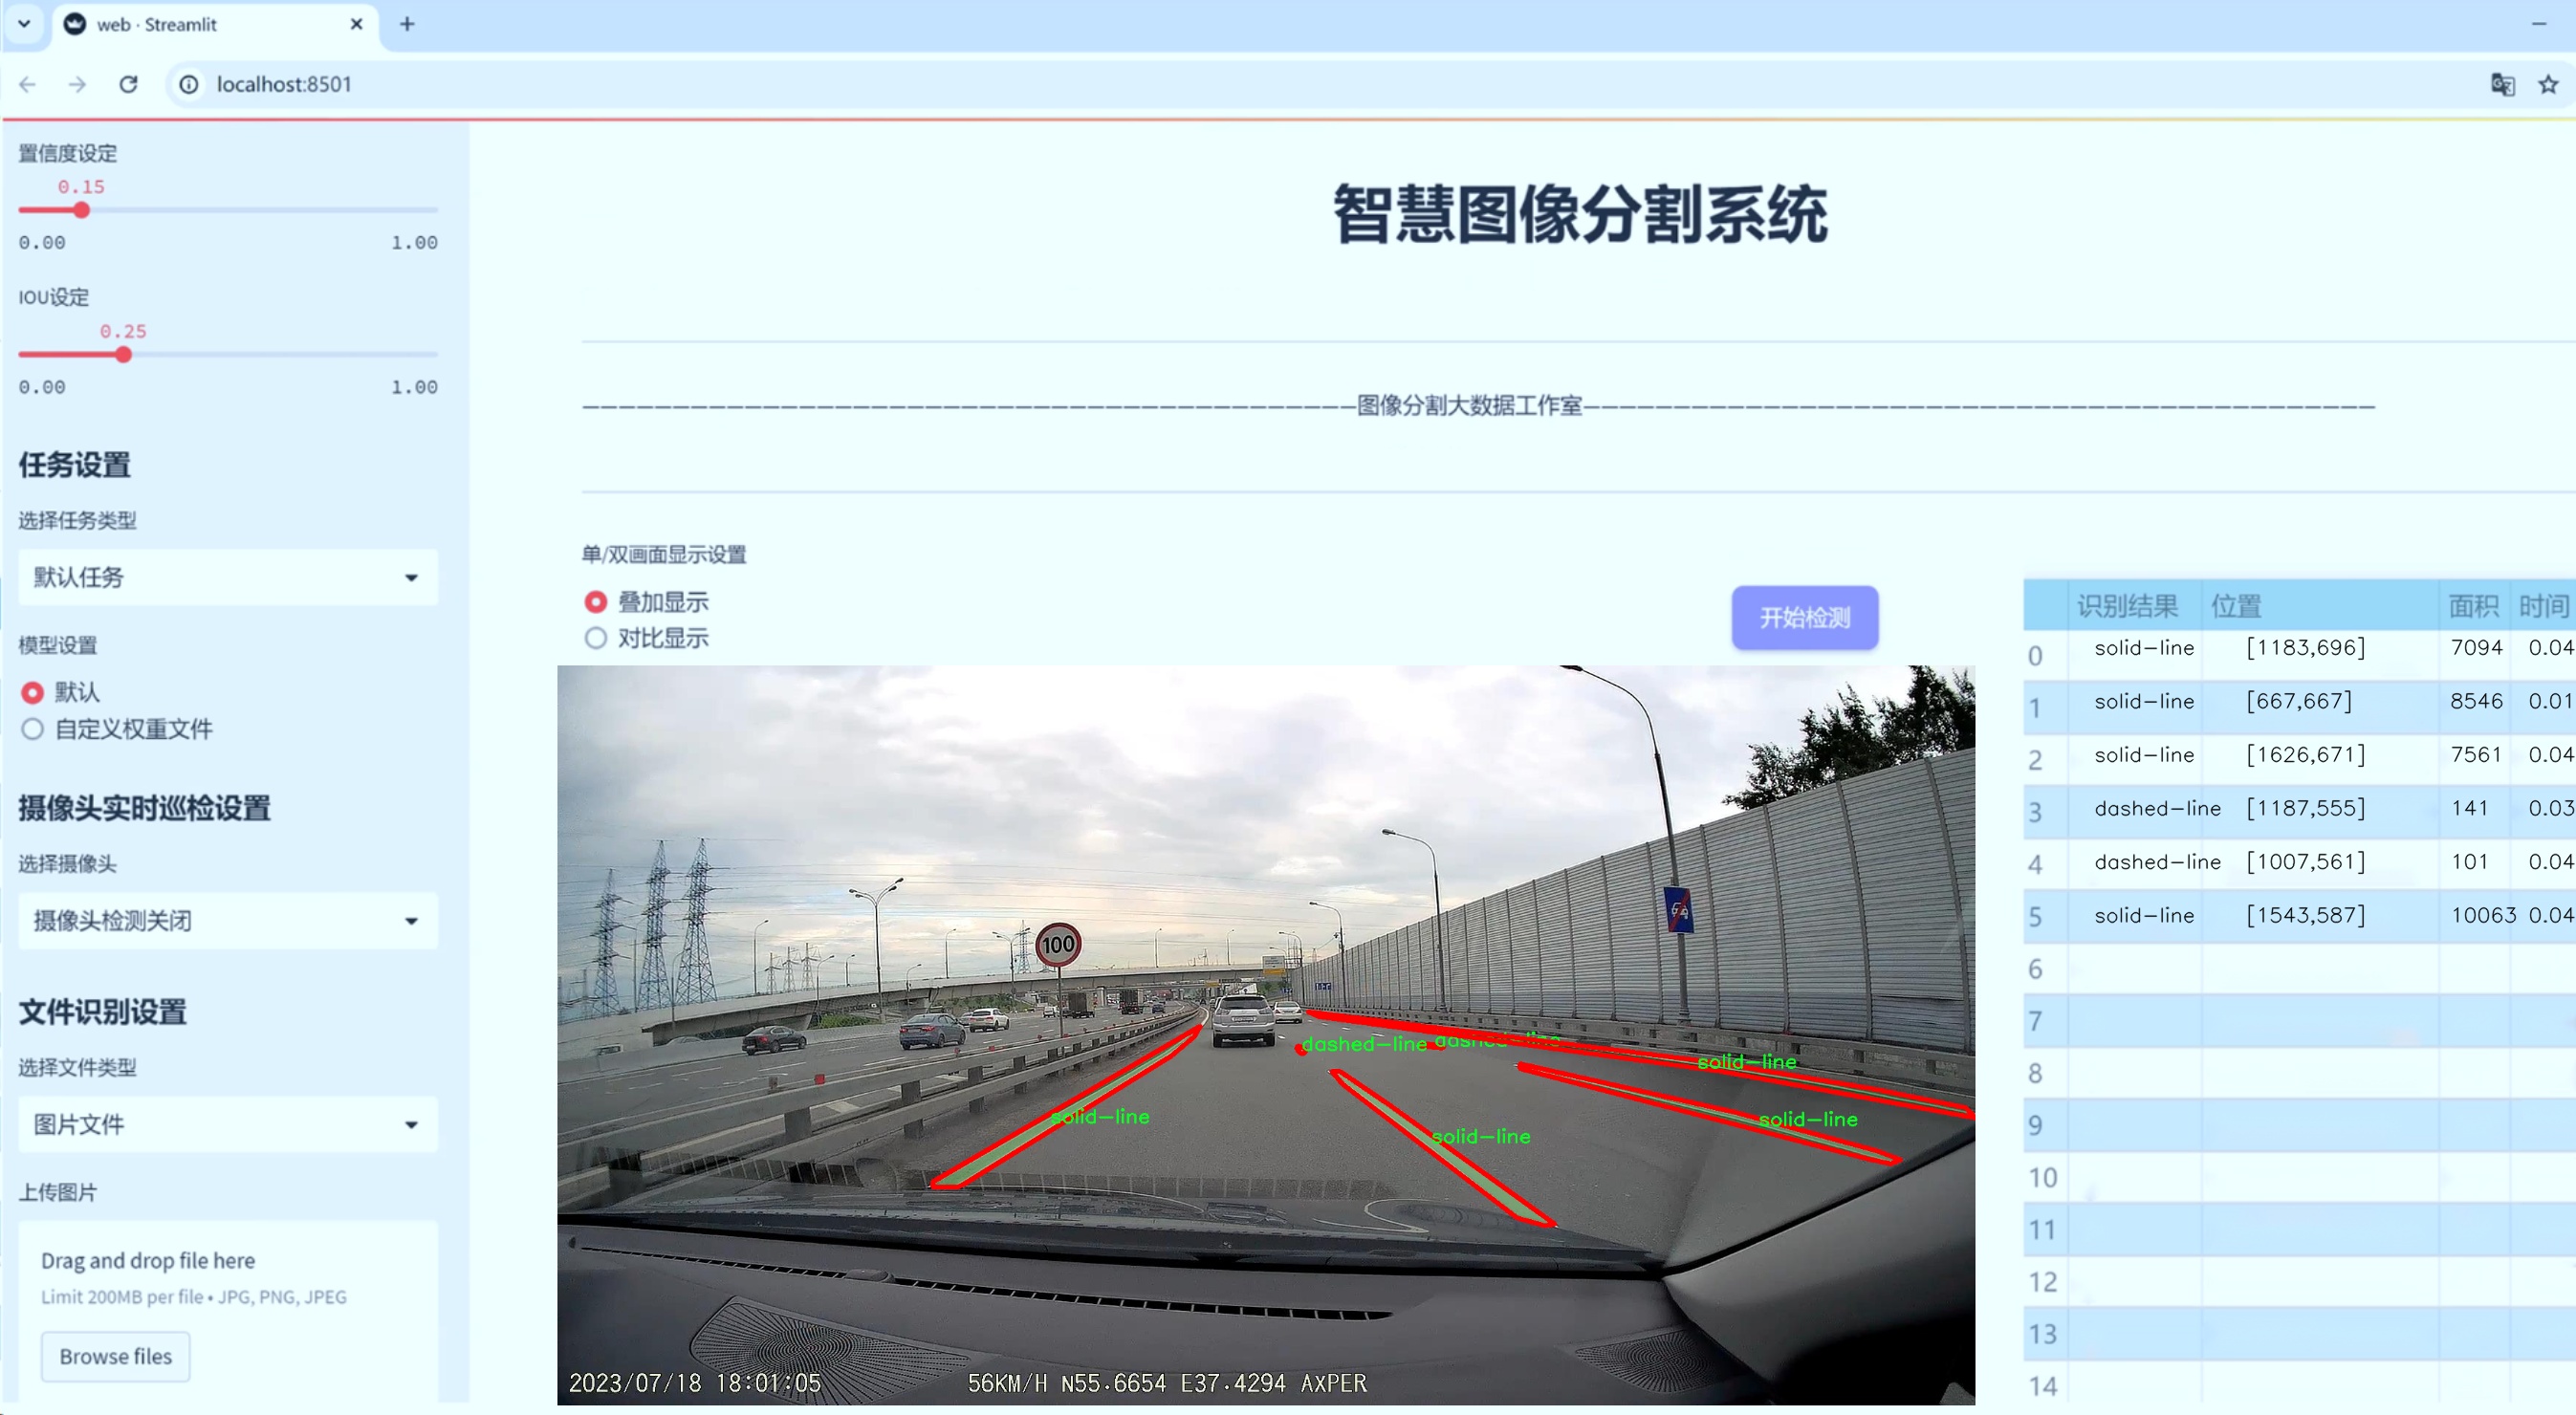 web · Streamlit
localhost:8501
置信度设定
0.15
0.00 1.00
IOU设定
0.25
0.00 1.00
任务设置
选择任务类型
默认任务
模型设置
默认
自定义权重文件
摄像头实时巡检设置
选择摄像头
摄像头检测关闭
文件识别设置
选择文件类型
图片文件
上传图片
Drag and drop file here
Limit 200MB per file • JPG, PNG, JPEG
Browse files
智慧图像分割系统
图像分割大数据工作室
单/双画面显示设置
叠加显示
对比显示
开始检测
100
dashed-line dashed-line
solid-line
solid-line
solid-line
solid-line
2023/07/18 18:01:05 56KM/H N55.6654 E37.4294 AXPER
识别结果 位置 面积 时间
0 solid-line [1183,696] 7094 0.04
1 solid-line [667,667] 8546 0.01
2 solid-line [1626,671] 7561 0.04
3 dashed-line [1187,555] 141 0.03
4 dashed-line [1007,561] 101 0.04
5 solid-line [1543,587] 10063 0.04
6
7
8
9
10
11
12
13
14